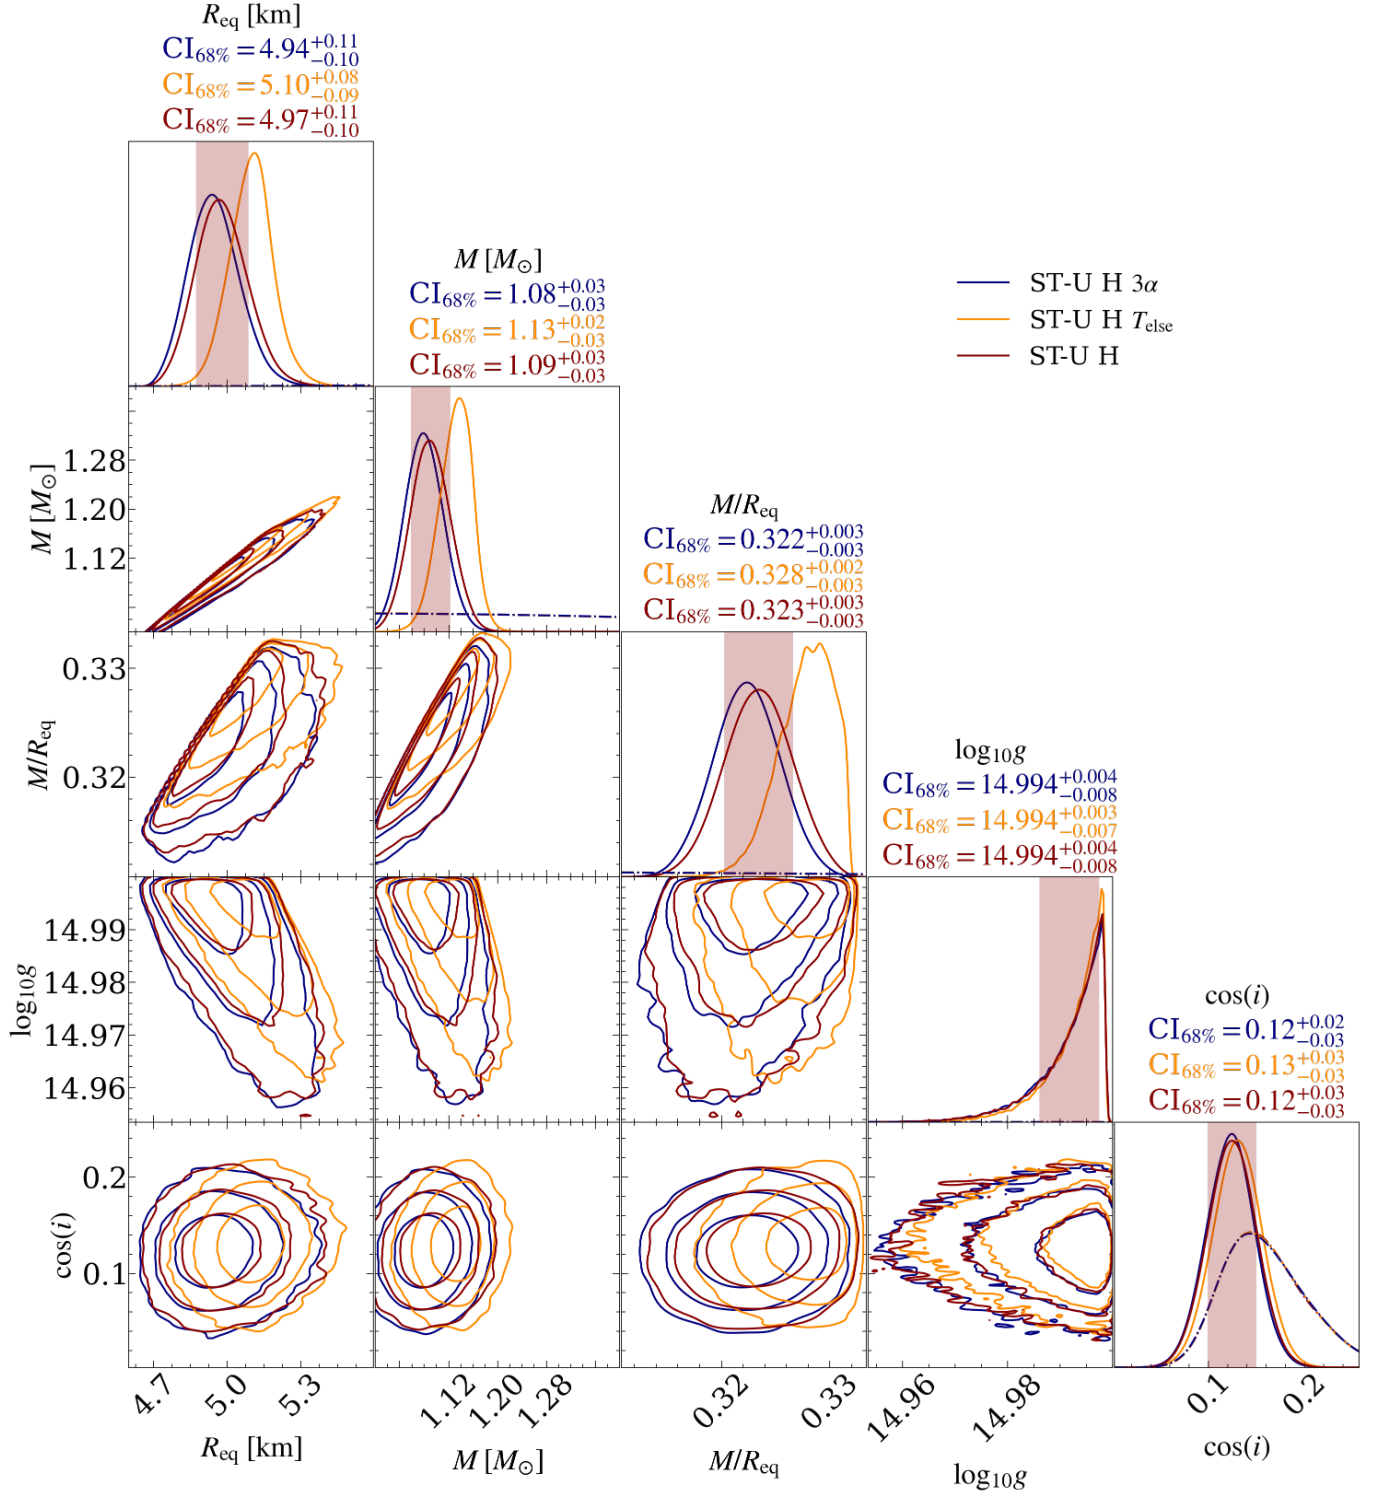 R_eq [km]
CI_68% = 4.94 +0.11 −0.10
CI_68% = 5.10 +0.08 −0.09
CI_68% = 4.97 +0.11 −0.10
M [M_⊙]
CI_68% = 1.08 +0.03 −0.03
CI_68% = 1.13 +0.02 −0.03
CI_68% = 1.09 +0.03 −0.03
ST-U H 3α
ST-U H T_else
ST-U H
M/R_eq
CI_68% = 0.322 +0.003 −0.003
CI_68% = 0.328 +0.002 −0.003
CI_68% = 0.323 +0.003 −0.003
log₁₀g
CI_68% = 14.994 +0.004 −0.008
CI_68% = 14.994 +0.003 −0.007
CI_68% = 14.994 +0.004 −0.008
cos(i)
CI_68% = 0.12 +0.02 −0.03
CI_68% = 0.13 +0.03 −0.03
CI_68% = 0.12 +0.03 −0.03
M [M_⊙]
1.28
1.20
1.12
M/R_eq
0.33
0.32
log₁₀g
14.99
14.98
14.97
14.96
cos(i)
0.2
0.1
4.7 5.0 5.3
1.12 1.20 1.28
0.32 0.33
14.96 14.98
0.1 0.2
R_eq [km]
M [M_⊙]
M/R_eq
log₁₀g
cos(i)